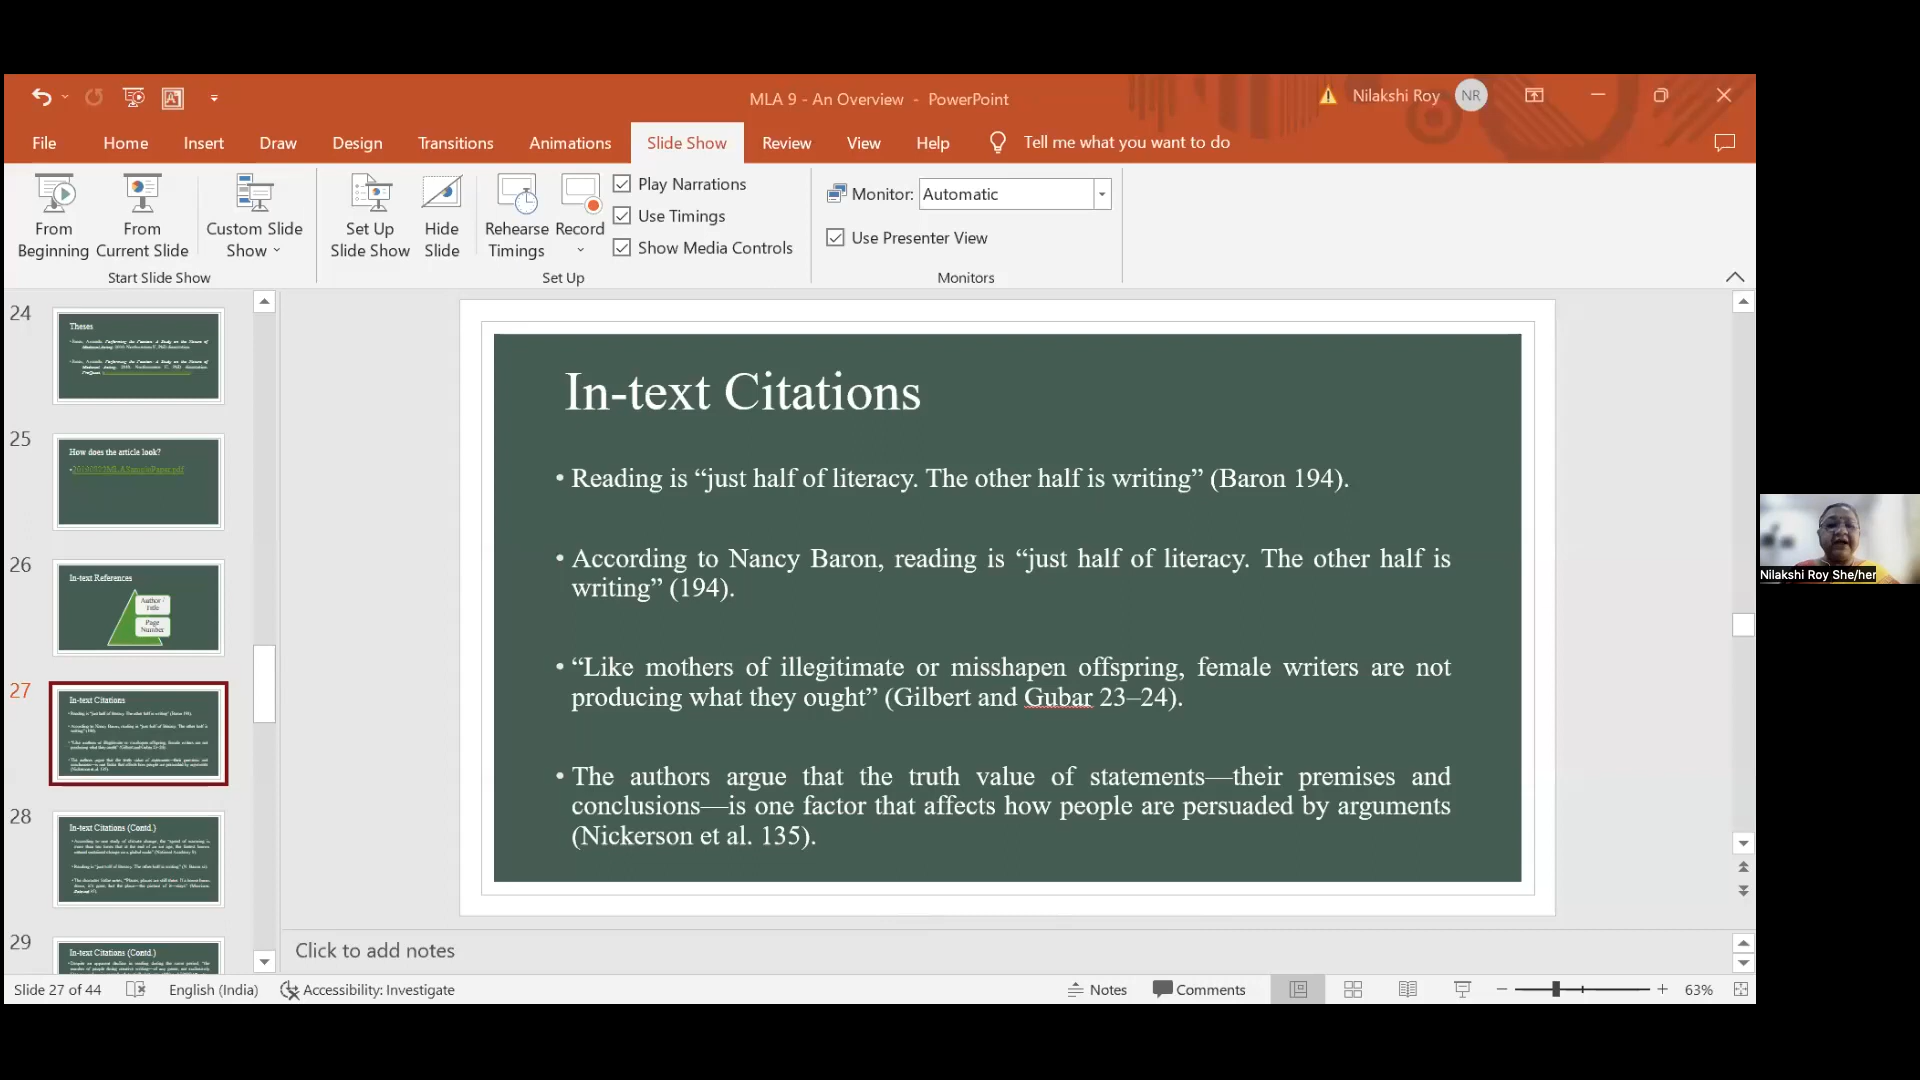 MLA 9 - An Overview - PowerPoint
Nilakshi Roy
NR
File
Home
Insert
Draw
Design
Transitions
Animations
Slide Show
Review
View
Help
Tell me what you want to do
From Beginning
From Current Slide
Custom Slide Show
Start Slide Show
Set Up Slide Show
Hide Slide
Rehearse Timings
Record
Play Narrations
Use Timings
Show Media Controls
Set Up
Monitor: Automatic
Use Presenter View
Monitors
24
Theses
25
How does the article look?
26
In-text References
Author / Title
Page Number
27
In-text Citations
28
In-text Citations (Contd.)
29
In-text Citations (Contd.)
In-text Citations
• Reading is “just half of literacy. The other half is writing” (Baron 194).
• According to Nancy Baron, reading is “just half of literacy. The other half is
writing” (194).
• “Like mothers of illegitimate or misshapen offspring, female writers are not
producing what they ought” (Gilbert and Gubar 23–24).
• The authors argue that the truth value of statements—their premises and
conclusions—is one factor that affects how people are persuaded by arguments
(Nickerson et al. 135).
Nilakshi Roy She/her
Click to add notes
Slide 27 of 44
English (India)
Accessibility: Investigate
Notes
Comments
63%